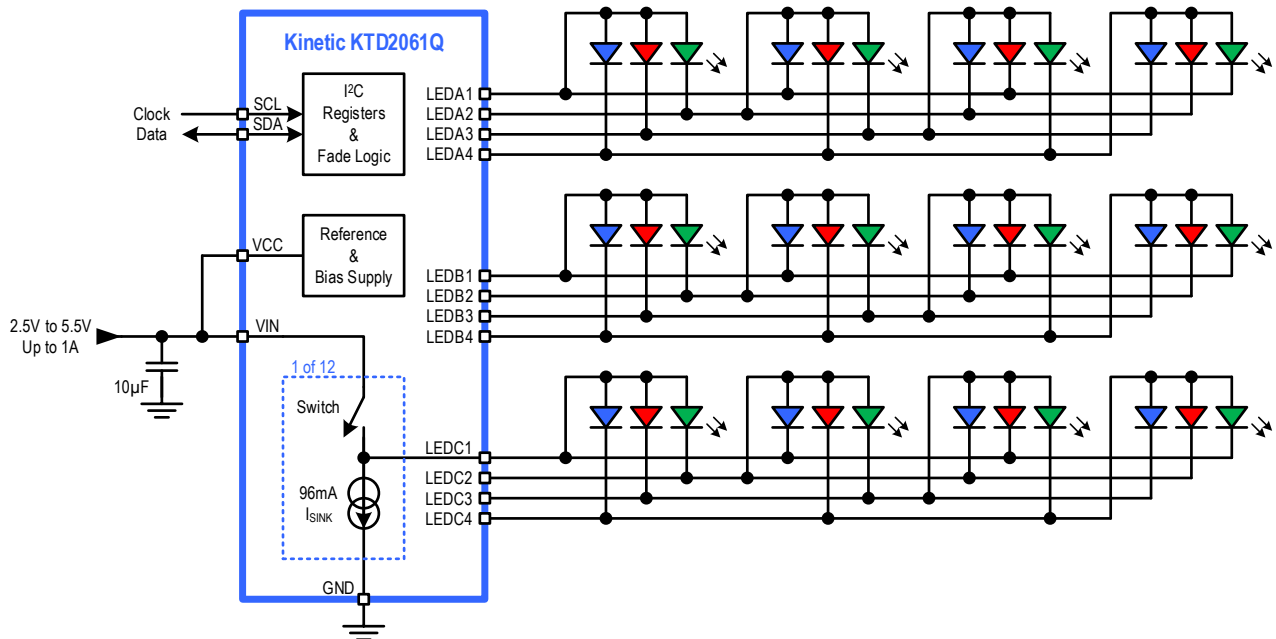 Kinetic KTD2061Q
I²C
Registers
&
Fade Logic
Clock
Data
SCL
SDA
LEDA1
LEDA2
LEDA3
LEDA4
VCC
Reference
&
Bias Supply
LEDB1
LEDB2
LEDB3
LEDB4
2.5V to 5.5V
Up to 1A
VIN
10µF
1 of 12
Switch
96mA
ISINK
LEDC1
LEDC2
LEDC3
LEDC4
GND